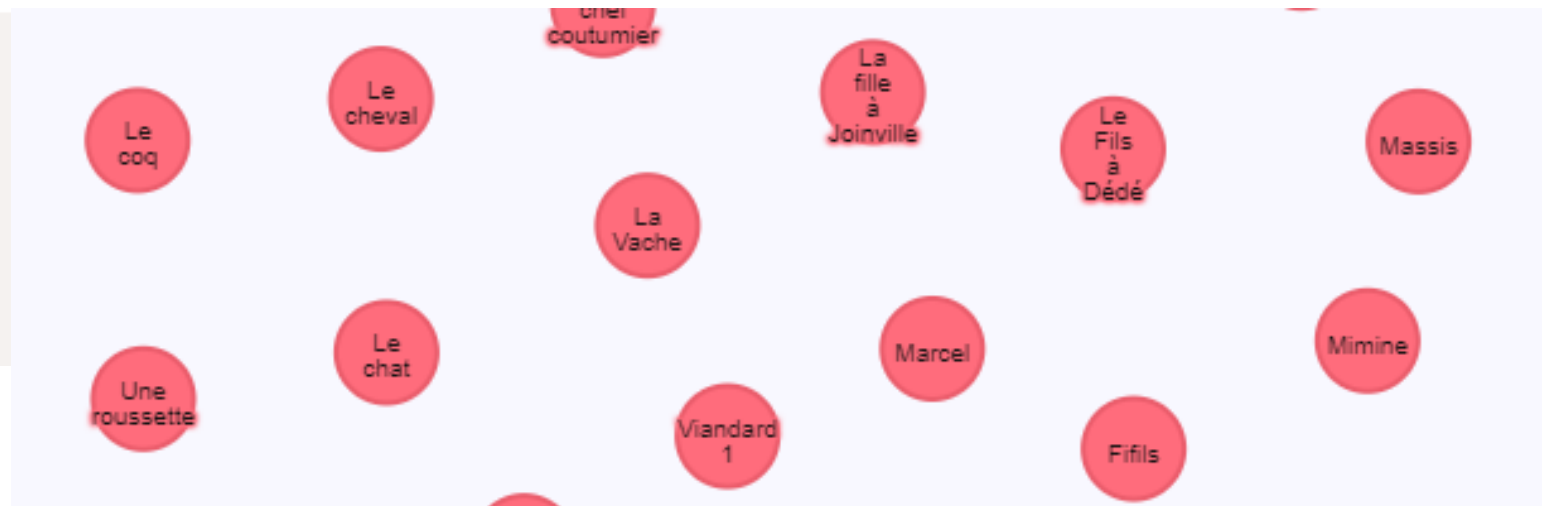 chef
coutumier
La
fille
à
Joinville
Le
cheval
Le
coq
Le
Fils
à
Dédé
Massis
La
Vache
Le
chat
Marcel
Mimine
Une
roussette
Viandard
1
Fifils